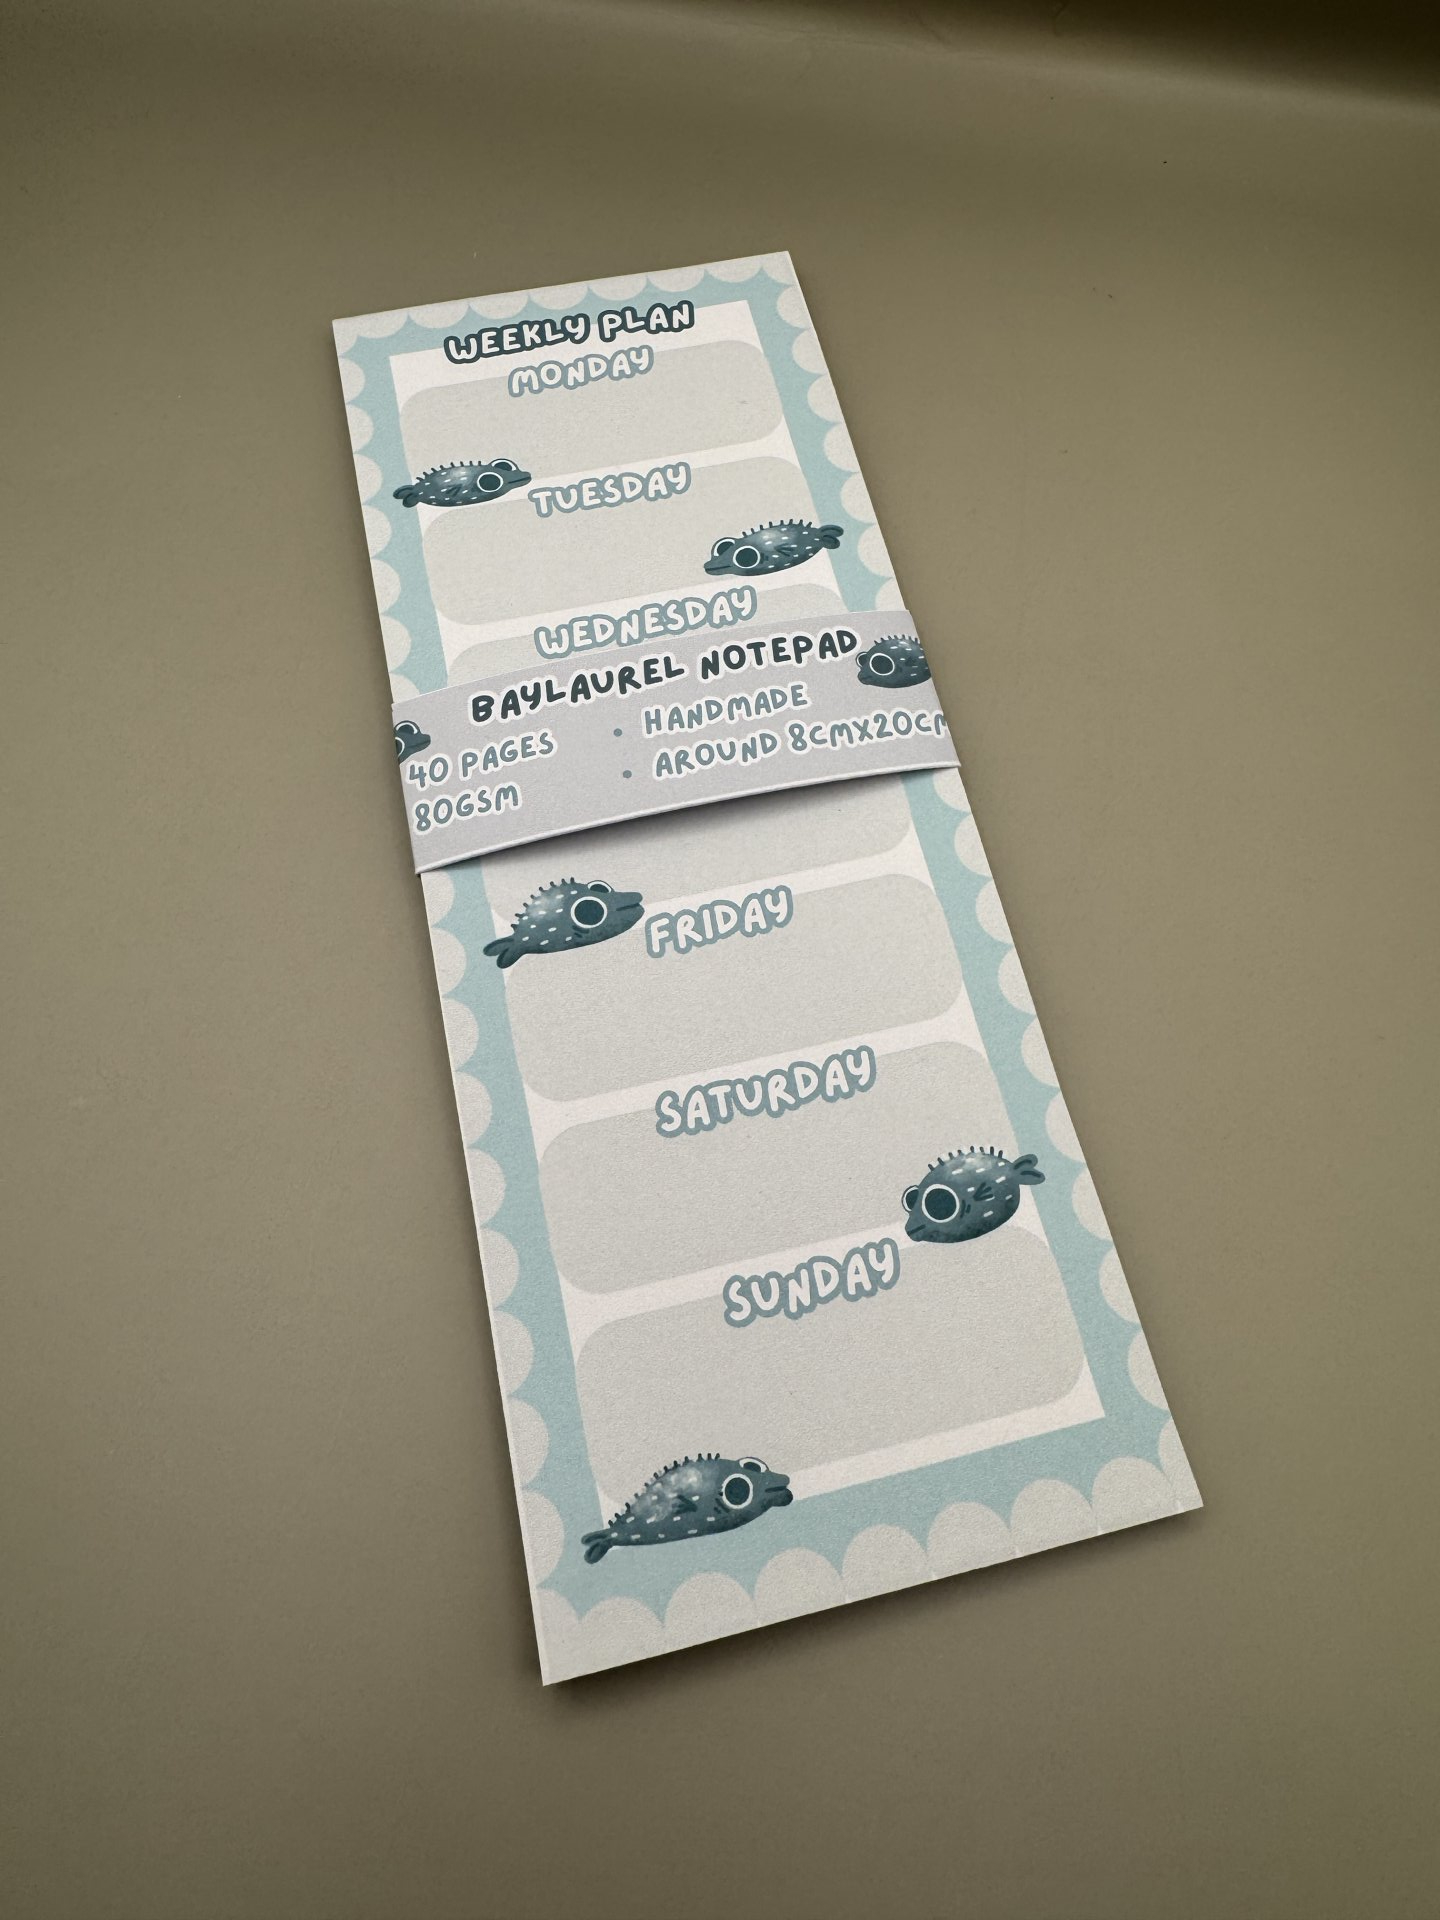 WEEKLY PLAN
MONDAY
TUESDAY
WEDNESDAY
BAYLAUREL NOTEPAD
40 PAGES • HANDMADE
80GSM • AROUND 8CMX20CM
FRIDAY
SATURDAY
SUNDAY